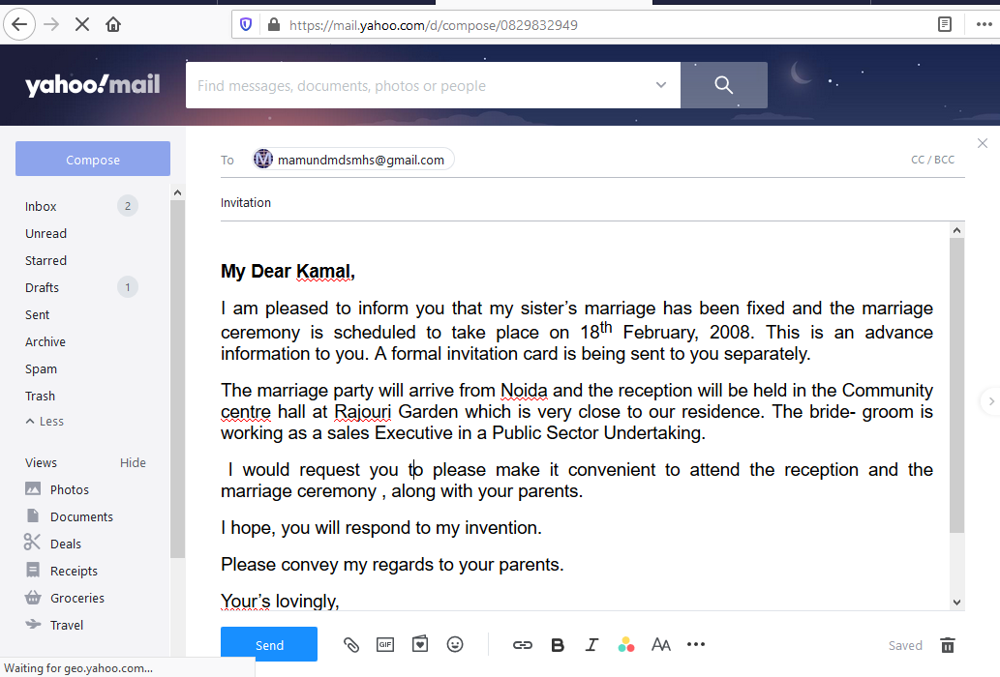 https://mail.yahoo.com/d/compose/0829832949
yahoo!mail
Find messages, documents, photos or people
Compose
Inbox 2
Unread
Starred
Drafts 1
Sent
Archive
Spam
Trash
Less
Views Hide
Photos
Documents
Deals
Receipts
Groceries
Travel
To mamundmdsmhs@gmail.com CC / BCC
Invitation
My Dear Kamal,
I am pleased to inform you that my sister's marriage has been fixed and the marriage
ceremony is scheduled to take place on 18th February, 2008. This is an advance
information to you. A formal invitation card is being sent to you separately.
The marriage party will arrive from Noida and the reception will be held in the Community
centre hall at Rajouri Garden which is very close to our residence. The bride- groom is
working as a sales Executive in a Public Sector Undertaking.
I would request you to please make it convenient to attend the reception and the
marriage ceremony , along with your parents.
I hope, you will respond to my invention.
Please convey my regards to your parents.
Your's lovingly,
Send GIF B I AA Saved
Waiting for geo.yahoo.com...